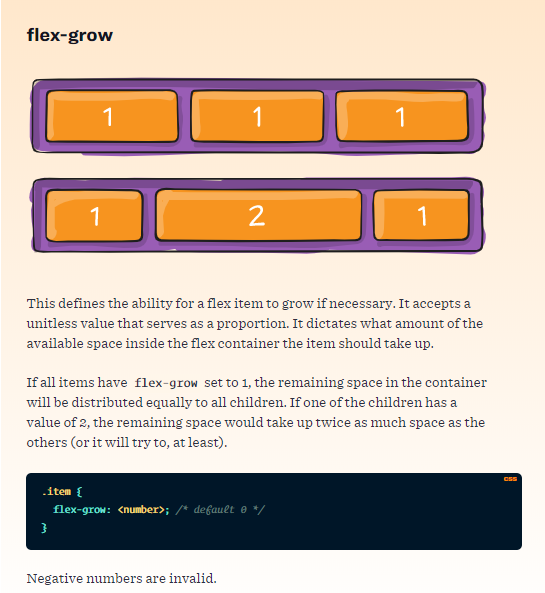 flex-grow
1 1 1
1 2 1
This defines the ability for a flex item to grow if necessary. It accepts a
unitless value that serves as a proportion. It dictates what amount of the
available space inside the flex container the item should take up.
If all items have flex-grow set to 1, the remaining space in the container
will be distributed equally to all children. If one of the children has a
value of 2, the remaining space would take up twice as much space as the
others (or it will try to, at least).
CSS
.item {
  flex-grow: <number>; /* default 0 */
}
Negative numbers are invalid.